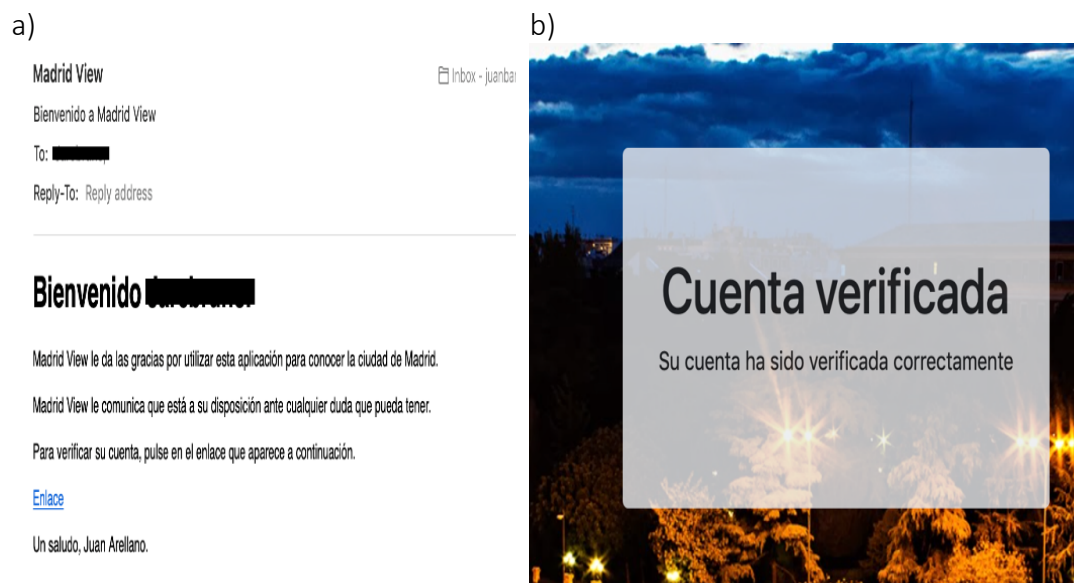 a)
Madrid View
Inbox - juanba
Bienvenido a Madrid View
To:
Reply-To: Reply address
Bienvenido
Madrid View le da las gracias por utilizar esta aplicación para conocer la ciudad de Madrid.
Madrid View le comunica que está a su disposición ante cualquier duda que pueda tener.
Para verificar su cuenta, pulse en el enlace que aparece a continuación.
Enlace
Un saludo, Juan Arellano.
b)
Cuenta verificada
Su cuenta ha sido verificada correctamente